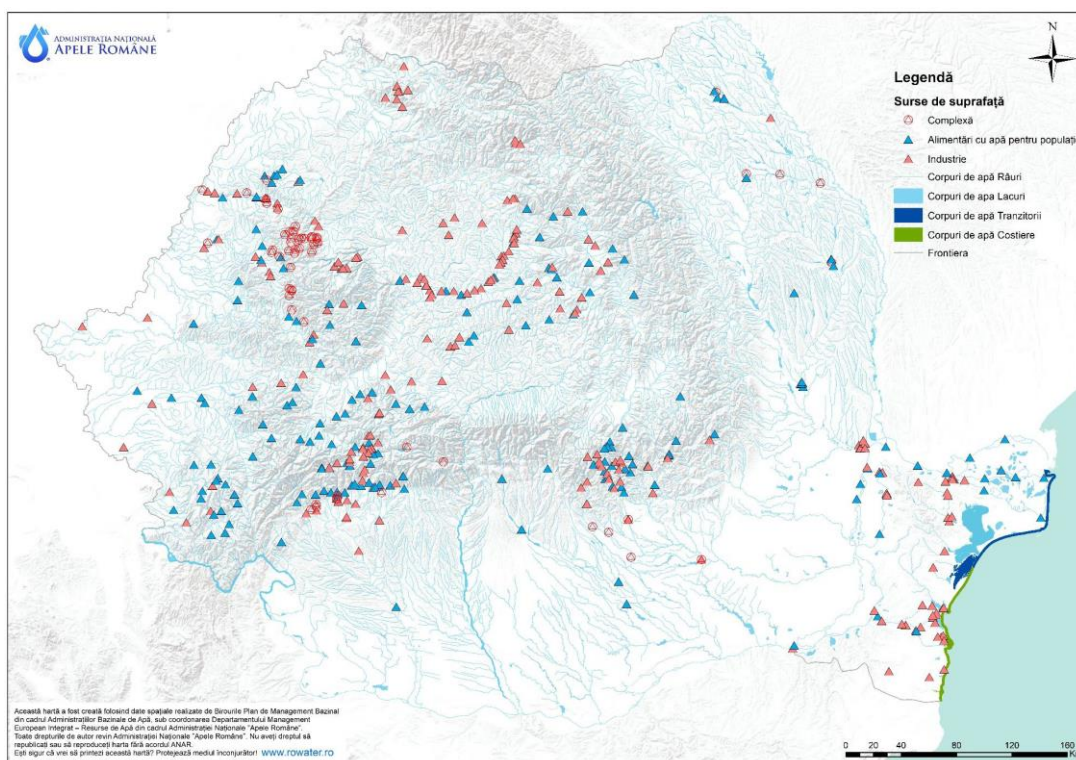 ADMINISTRAȚIA NAȚIONALĂ
APELE ROMÂNE
N
Legendă
Surse de suprafață
Complexă
Alimentări cu apă pentru populați
Industrie
Corpuri de apă Râuri
Corpuri de apa Lacuri
Corpuri de apă Tranzitorii
Corpuri de apă Costiere
Frontiera
Această hartă a fost creată folosind date spațiale realizate de Birourile Plan de Management Bazinal
din cadrul Administrațiilor Bazinale de Apă, sub coordonarea Departamentului Management
European Integrat – Resurse de Apă din cadrul Administrației Naționale "Apele Române".
Toate drepturile de autor revin Administrației Naționale "Apele Române". Nu aveți dreptul să
republicați sau să reproduceți harta fără acordul ANAR.
Ești sigur că vrei să printezi această hartă? Protejează mediul înconjurător! www.rowater.ro
0 20 40 80 120 160
K